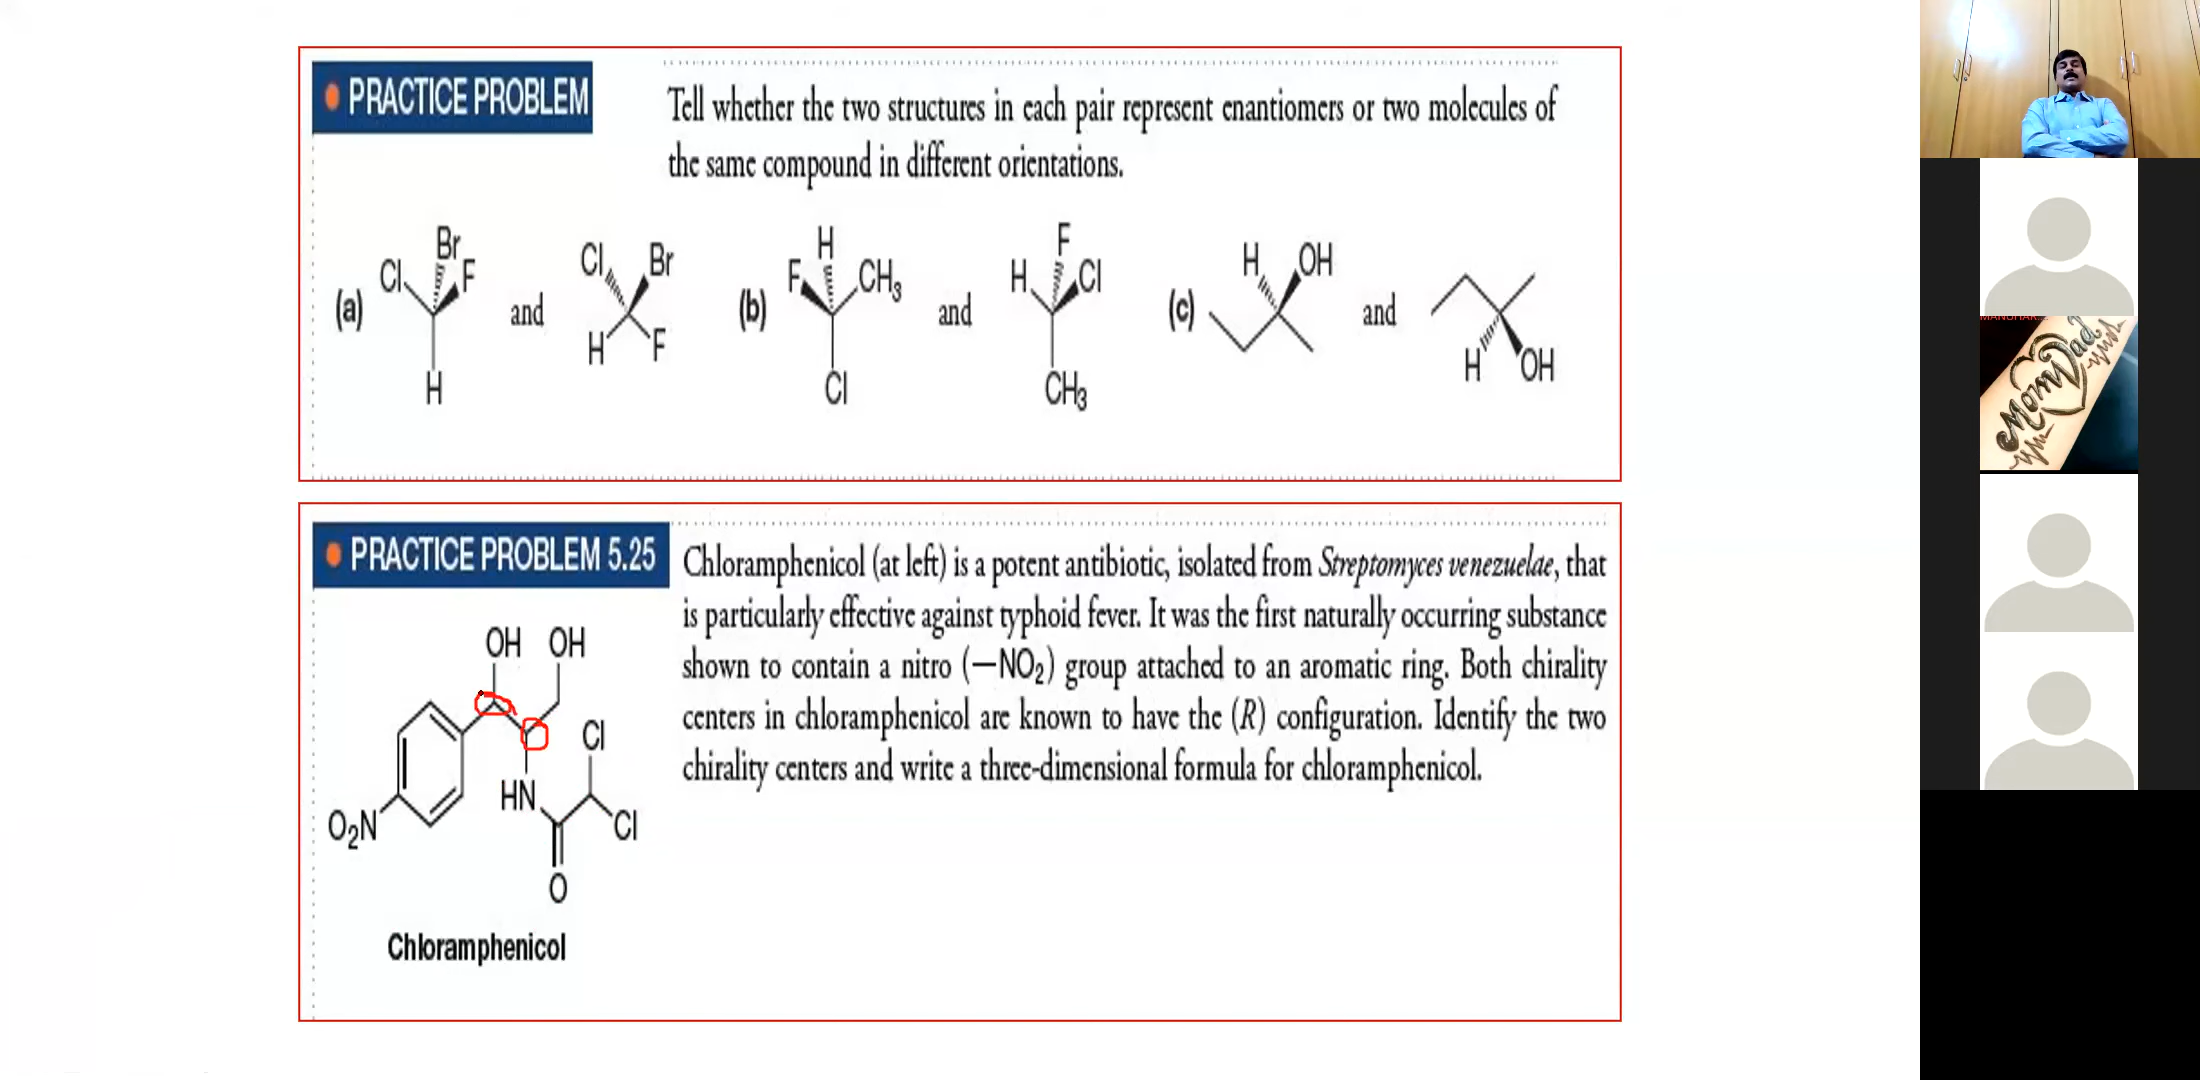 PRACTICE PROBLEM
Tell whether the two structures in each pair represent enantiomers or two molecules of
the same compound in different orientations.
(a) Cl Br F H and Cl Br H F (b) H F CH3 Cl and F H Cl CH3 (c) H OH and H OH
PRACTICE PROBLEM 5.25
Chloramphenicol (at left) is a potent antibiotic, isolated from Streptomyces venezuelae, that
is particularly effective against typhoid fever. It was the first naturally occurring substance
shown to contain a nitro (—NO2) group attached to an aromatic ring. Both chirality
centers in chloramphenicol are known to have the (R) configuration. Identify the two
chirality centers and write a three-dimensional formula for chloramphenicol.
OH OH
Cl
HN
O2N
Cl
O
Chloramphenicol
Mom Dad